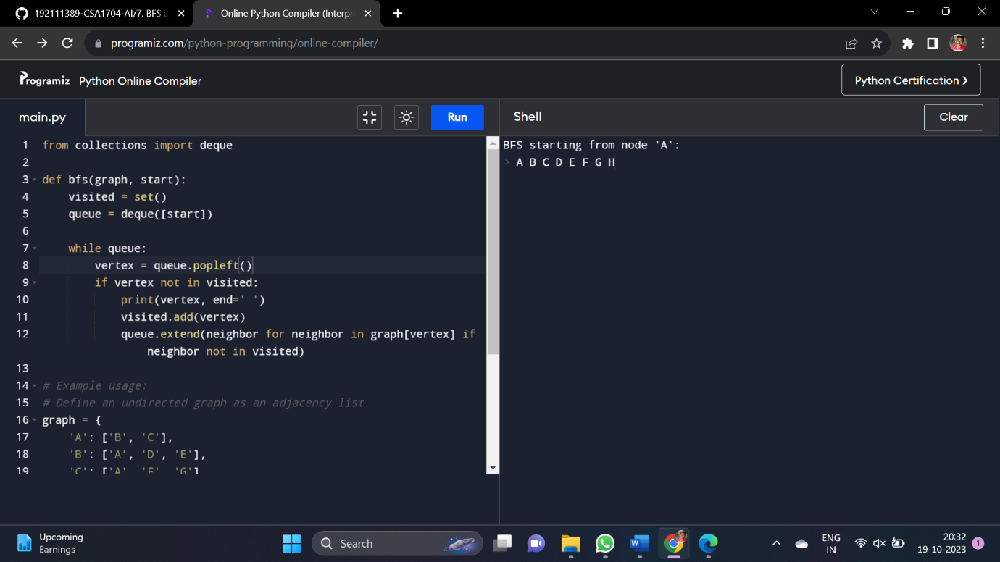 192111389-CSA1704-AI/7. BFS a
Online Python Compiler (Interpr
programiz.com/python-programming/online-compiler/
Programiz Python Online Compiler
Python Certification
main.py
Run
Shell
Clear
1 from collections import deque
2
3 def bfs(graph, start):
4 visited = set()
5 queue = deque([start])
6
7 while queue:
8 vertex = queue.popleft()
9 if vertex not in visited:
10 print(vertex, end=' ')
11 visited.add(vertex)
12 queue.extend(neighbor for neighbor in graph[vertex] if
neighbor not in visited)
13
14 # Example usage:
15 # Define an undirected graph as an adjacency list
16 graph = {
17 'A': ['B', 'C'],
18 'B': ['A', 'D', 'E'],
19 'C': ['A', 'F', 'G'],
BFS starting from node 'A':
> A B C D E F G H
Upcoming
Earnings
Search
ENG
IN
20:32
19-10-2023
1